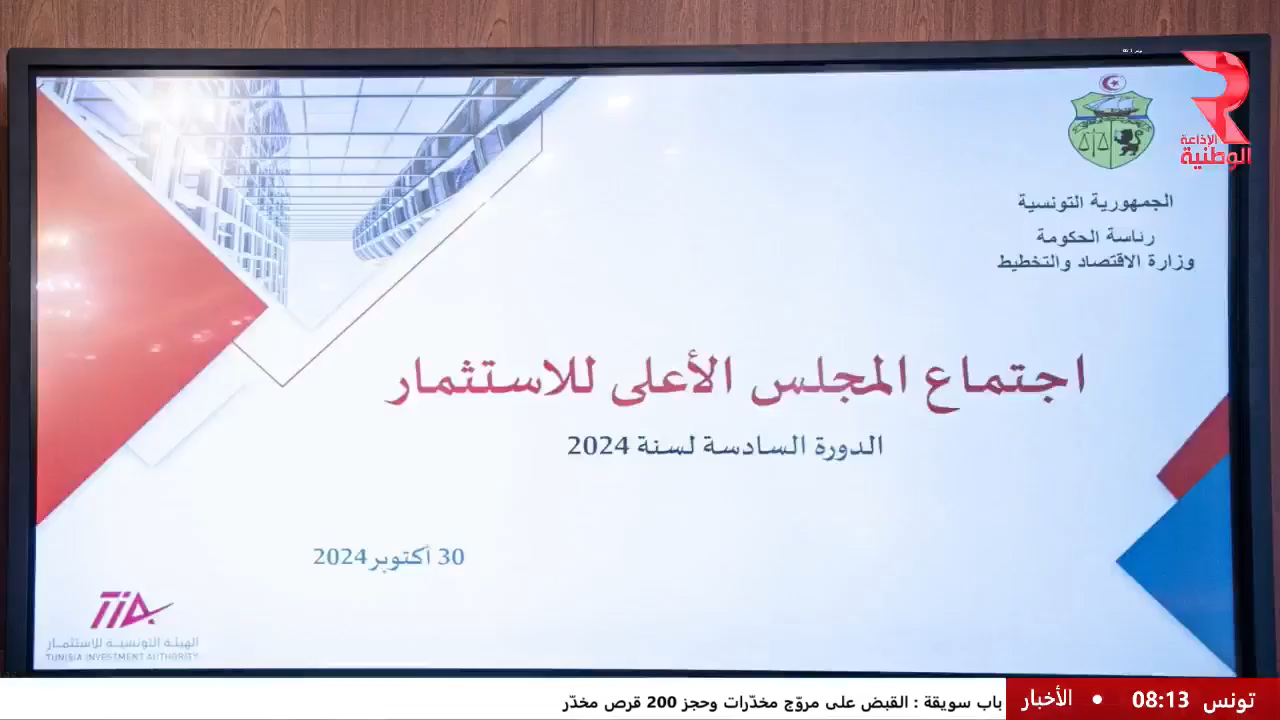 الإذاعة
الوطنية
الجمهورية التونسية
رئاسة الحكومة
وزارة الاقتصاد والتخطيط
اجتماع المجلس الأعلى للاستثمار
الدورة السادسة لسنة 2024
30 أكتوبر 2024
TIA
الهيئة التونسية للاستثمار
TUNISIA INVESTMENT AUTHORITY
تونس 08:13 • الأخبار
باب سويقة : القبض على مروّج مخدّرات وحجز 200 قرص مخدّر